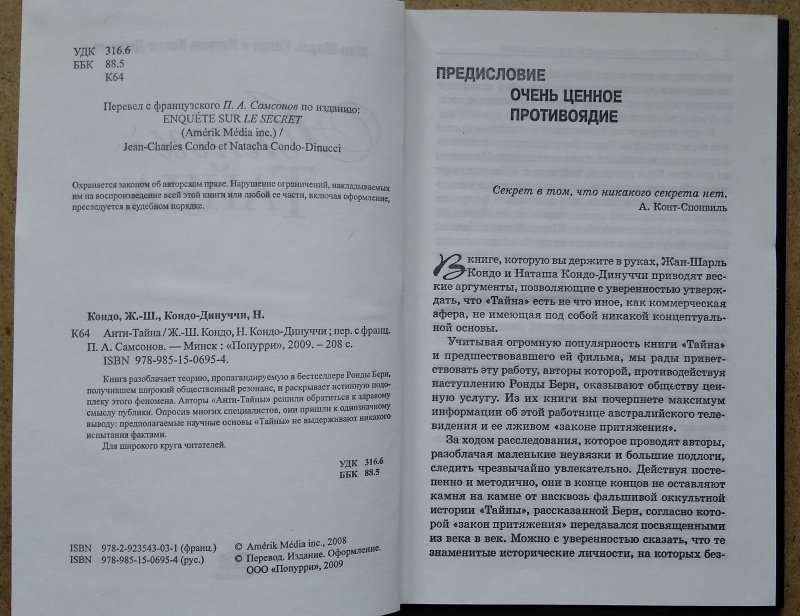 УДК 316.6
ББК 88.5
К64
Перевел с французского П. А. Самсонов по изданию:
ENQUÊTE SUR LE SECRET
(Amérik Média inc.) /
Jean-Charles Condo et Natacha Condo-Dinucci
Охраняется законом об авторском праве. Нарушение ограничений, накладываемых
им на воспроизведение всей этой книги или любой ее части, включая оформление,
преследуется в судебном порядке.
Кондо, Ж.-Ш., Кондо-Динуччи, Н.
К64 Анти-Тайна / Ж.-Ш. Кондо, Н. Кондо-Динуччи ; пер. с франц.
П. А. Самсонов. — Минск : «Попурри», 2009. – 208 с.
ISBN 978-985-15-0695-4.
Книга разоблачает теорию, пропагандируемую в бестселлере Ронды Берн,
получившем широкий общественный резонанс, и раскрывает истинную подо-
плеку этого феномена. Авторы «Анти-Тайны» решили обратиться к здравому
смыслу публики. Опросив многих специалистов, они пришли к однозначному
выводу: предполагаемые научные основы «Тайны» не выдерживают никакого
испытания фактами.
Для широкого круга читателей.
УДК 316.6
ББК 88.5
ISBN 978-2-923543-03-1 (франц.)
ISBN 978-985-15-0695-4 (рус.)
© Amérik Média inc., 2008
© Перевод. Издание. Оформление.
ООО «Попурри», 2009
ПРЕДИСЛОВИЕ
ОЧЕНЬ ЦЕННОЕ
ПРОТИВОЯДИЕ
Секрет в том, что никакого секрета нет.
А. Конт-Спонвиль
В книге, которую вы держите в руках, Жан-Шарль
Кондо и Наташа Кондо-Динуччи приводят вес-
кие аргументы, позволяющие с уверенностью утверж-
дать, что «Тайна» есть не что иное, как коммерческая
афера, не имеющая под собой никакой концептуаль-
ной основы.
Учитывая огромную популярность книги «Тайна»
и предшествовавшего ей фильма, мы рады привет-
ствовать эту работу, авторы которой, противодействуя
наступлению Ронды Берн, оказывают обществу цен-
ную услугу. Из их книги вы почерпнете максимум
информации об этой работнице австралийского теле-
видения и ее лживом «законе притяжения».
За ходом расследования, которое проводят авторы,
разоблачая маленькие неувязки и большие подлоги,
следить чрезвычайно увлекательно. Действуя посте-
пенно и методично, они в конце концов не оставляют
камня на камне от насквозь фальшивой оккультной
истории «Тайны», рассказанной Берн, согласно кото-
рой «закон притяжения» передавался посвященными
из века в век. Можно с уверенностью сказать, что те
знаменитые исторические личности, на которых без-